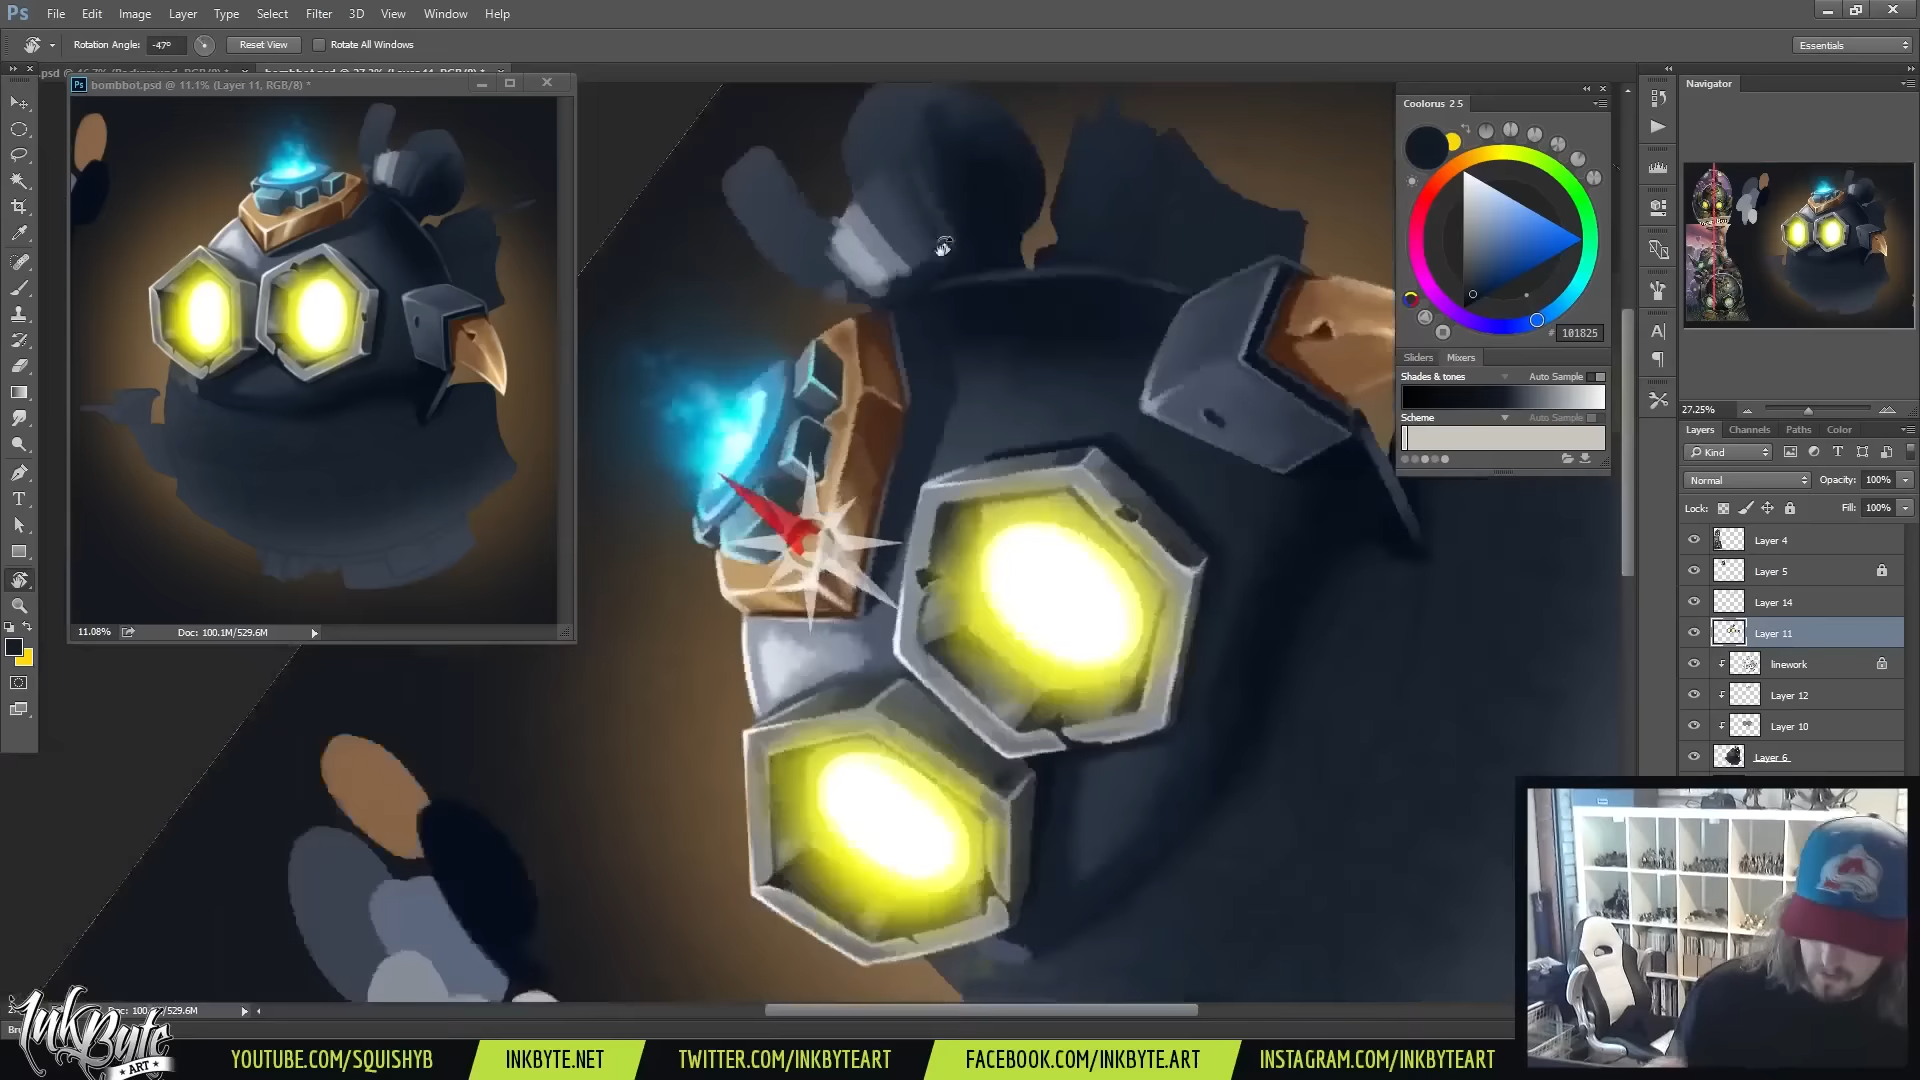 Ps File Edit Image Layer Type Select Filter 3D View Window Help
Rotation Angle: -47° Reset View Rotate All Windows Essentials
bombbot.psd @ 11.1% (Layer 11, RGB/8) *
Coolorus 2.5
# 101825
Sliders Mixers
Shades & tones Auto Sample
Scheme Auto Sample
Navigator
27.25%
Layers Channels Paths Color
Kind
Normal Opacity: 100%
Lock: Fill: 100%
Layer 4
Layer 5
Layer 14
Layer 11
linework
Layer 12
Layer 10
Layer 6
11.08% Doc: 100.1M/529.6M
InkByte
ART
YOUTUBE.COM/SQUISHYB INKBYTE.NET TWITTER.COM/INKBYTEART FACEBOOK.COM/INKBYTE.ART INSTAGRAM.COM/INKBYTEART